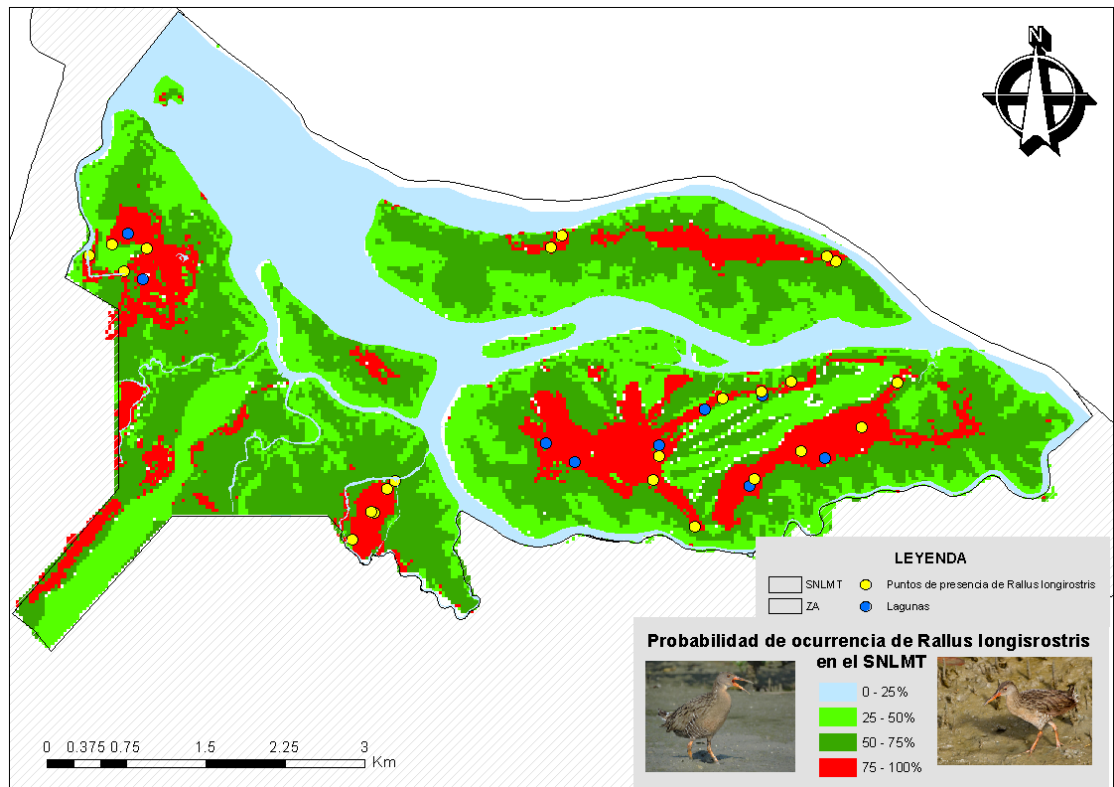 N
LEYENDA
SNLMT
Puntos de presencia de Rallus longirostris
ZA
Lagunas
Probabilidad de ocurrencia de Rallus longisrostris
en el SNLMT
0 - 25%
25 - 50%
50 - 75%
75 - 100%
0 0.375 0.75 1.5 2.25 3
Km